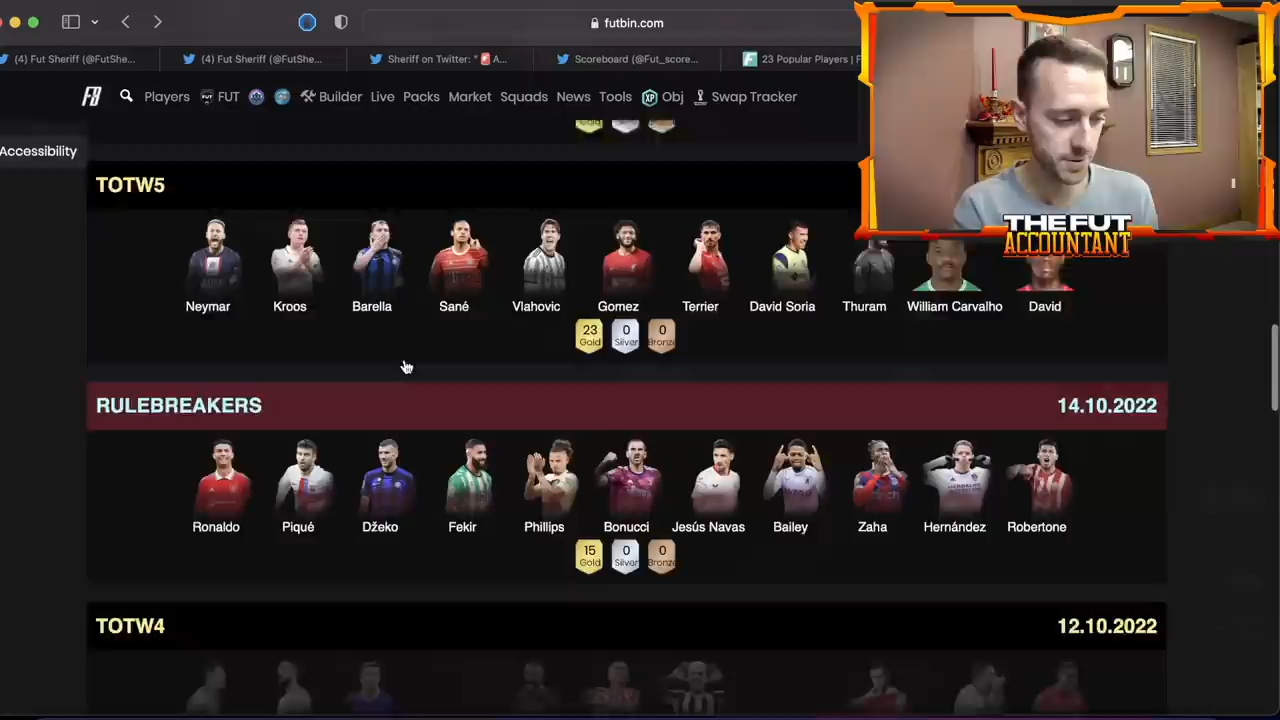 futbin.com
(4) Fut Sheriff (@FutShe...
(4) Fut Sheriff (@FutShe...
Sheriff on Twitter: "🚨 A...
Scoreboard (@Fut_score...
23 Popular Players | F
F8
Players
FUT
Builder
Live
Packs
Market
Squads
News
Tools
XP
Obj
Swap Tracker
THE FUT
ACCOUNTANT
Accessibility
Gold
TOTW5
Neymar
Kroos
Barella
Sané
Vlahovic
Gomez
Terrier
David Soria
Thuram
William Carvalho
David
23
Gold
0
Silver
0
Bronze
RULEBREAKERS
14.10.2022
Ronaldo
Piqué
Džeko
Fekir
Phillips
Bonucci
Jesús Navas
Bailey
Zaha
Hernández
Robertone
15
Gold
0
Silver
0
Bronze
TOTW4
12.10.2022